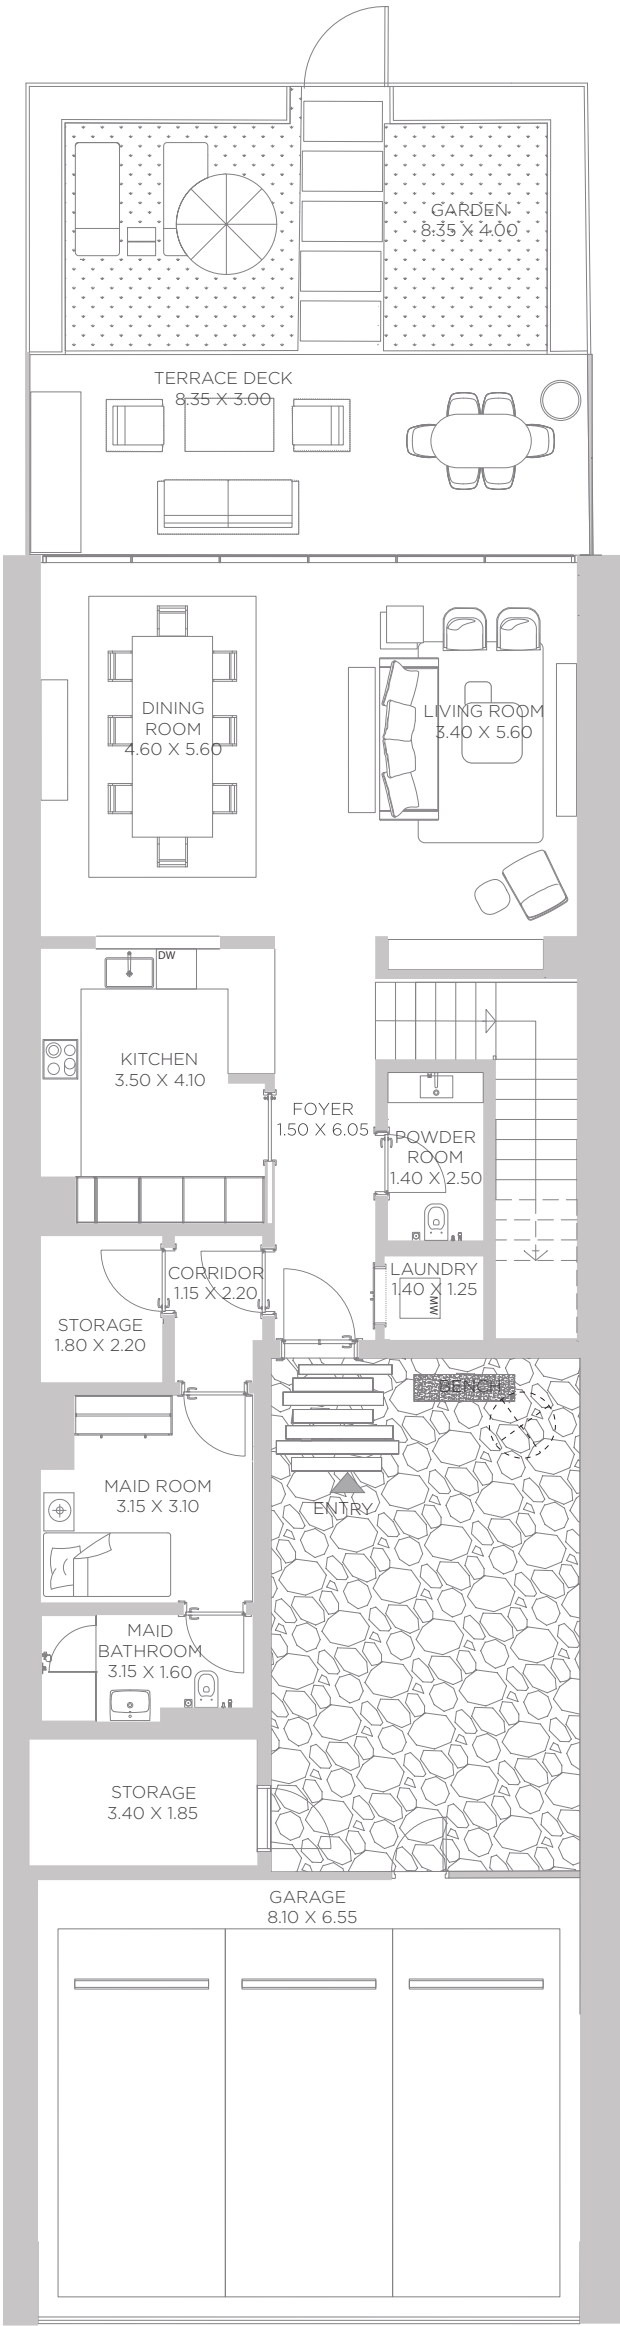 GARDEN
8.35 X 4.00
TERRACE DECK
8.35 X 3.00
DINING
ROOM
4.60 X 5.60
LIVING ROOM
3.40 X 5.60
DW
KITCHEN
3.50 X 4.10
FOYER
1.50 X 6.05
POWDER
ROOM
1.40 X 2.50
CORRIDOR
1.15 X 2.20
LAUNDRY
1.40 X 1.25
MW
STORAGE
1.80 X 2.20
BENCH
MAID ROOM
3.15 X 3.10
ENTRY
MAID
BATHROOM
3.15 X 1.60
STORAGE
3.40 X 1.85
GARAGE
8.10 X 6.55